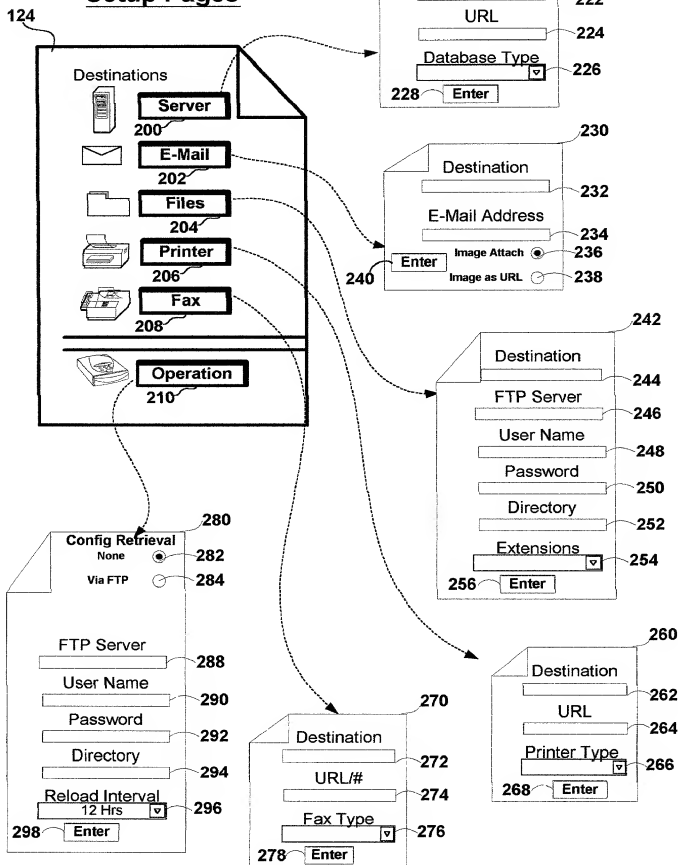 Setup Pages
124
Destinations
Server
200
E-Mail
202
Files
204
Printer
206
Fax
208
Operation
210
222
URL
224
Database Type
226
228
Enter
230
Destination
232
E-Mail Address
234
Image Attach
236
240
Enter
Image as URL
238
242
Destination
244
FTP Server
246
User Name
248
Password
250
Directory
252
Extensions
254
256
Enter
260
Destination
262
URL
264
Printer Type
266
268
Enter
270
Destination
272
URL/#
274
Fax Type
276
278
Enter
280
Config Retrieval
None
282
Via FTP
284
FTP Server
288
User Name
290
Password
292
Directory
294
Reload Interval
12 Hrs
296
298
Enter